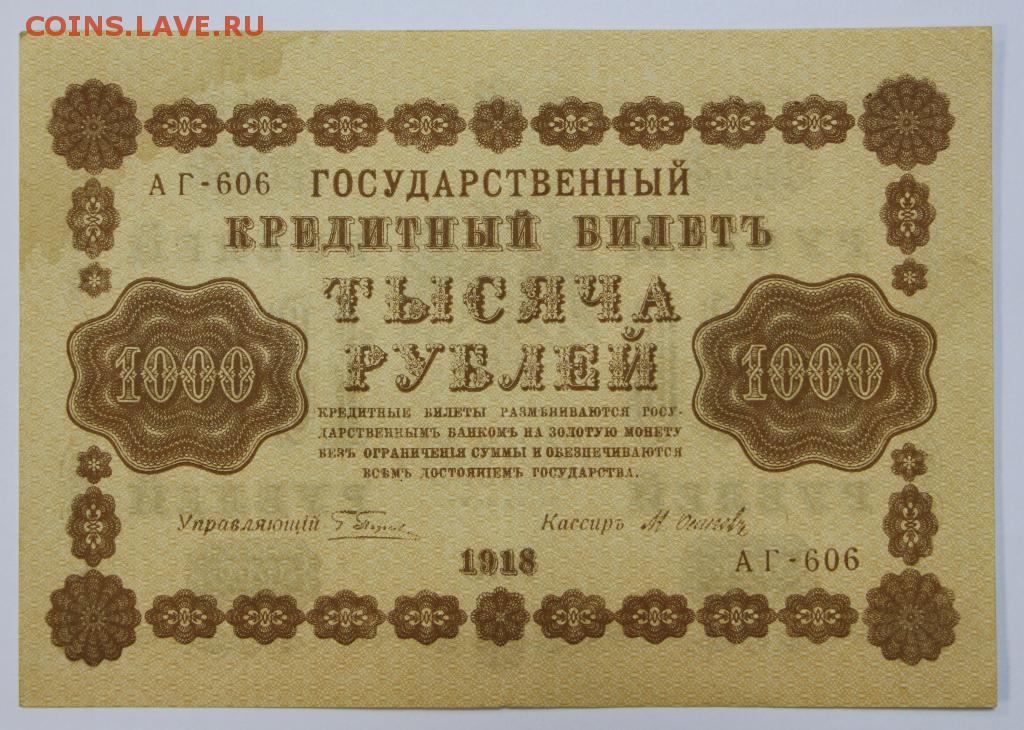 COINS.LAVE.RU
АГ-606 ГОСУДАРСТВЕННЫЙ
КРЕДИТНЫЙ БИЛЕТЪ
ТЫСЯЧА
РУБЛЕЙ
1000 1000
КРЕДИТНЫЕ БИЛЕТЫ РАЗМѢНИВАЮТСЯ ГОСУ-
ДАРСТВЕННЫМЪ БАНКОМЪ НА ЗОЛОТУЮ МОНЕТУ
БЕЗЪ ОГРАНИЧЕНІЯ СУММЫ И ОБЕЗПЕЧИВАЮТСЯ
ВСѢМЪ ДОСТОЯНІЕМЪ ГОСУДАРСТВА.
Управляющій Кассиръ
1918 АГ-606